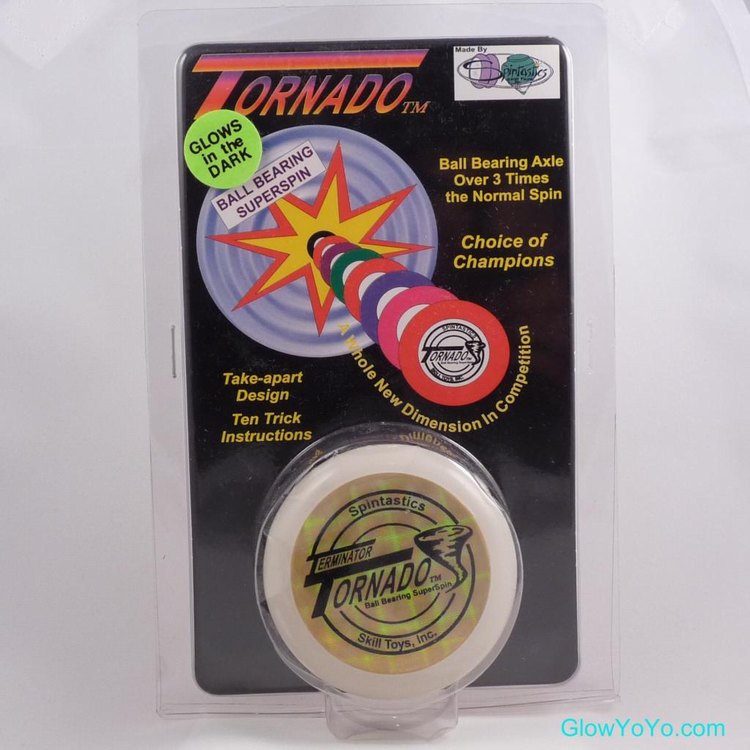 TORNADO™
Made By
Spintastics
GLOWS
in the
DARK
BALL BEARING
SUPERSPIN
Ball Bearing Axle
Over 3 Times
the Normal Spin
Choice of
Champions
SPINTASTICS
TORNADO™
A Whole New Dimension In Competition
Take-apart
Design
Ten Trick
Instructions
Spintastics
TERMINATOR
TORNADO™
Ball Bearing SuperSpin
Skill Toys, Inc.
GlowYoYo.com